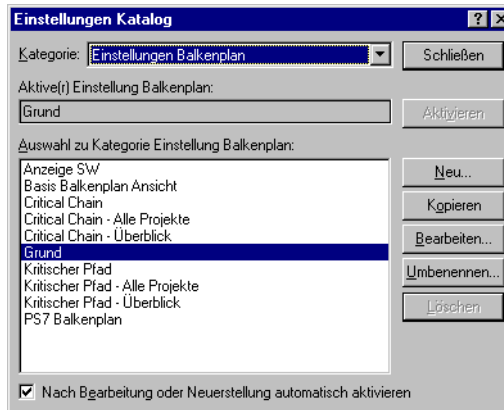 Einstellungen Katalog
Kategorie: Einstellungen Balkenplan
Schließen
Aktive(r) Einstellung Balkenplan:
Grund
Aktivieren
Auswahl zu Kategorie Einstellung Balkenplan:
Anzeige SW
Basis Balkenplan Ansicht
Critical Chain
Critical Chain - Alle Projekte
Critical Chain - Überblick
Grund
Kritischer Pfad
Kritischer Pfad - Alle Projekte
Kritischer Pfad - Überblick
PS7 Balkenplan
Neu...
Kopieren
Bearbeiten...
Umbenennen...
Löschen
Nach Bearbeitung oder Neuerstellung automatisch aktivieren